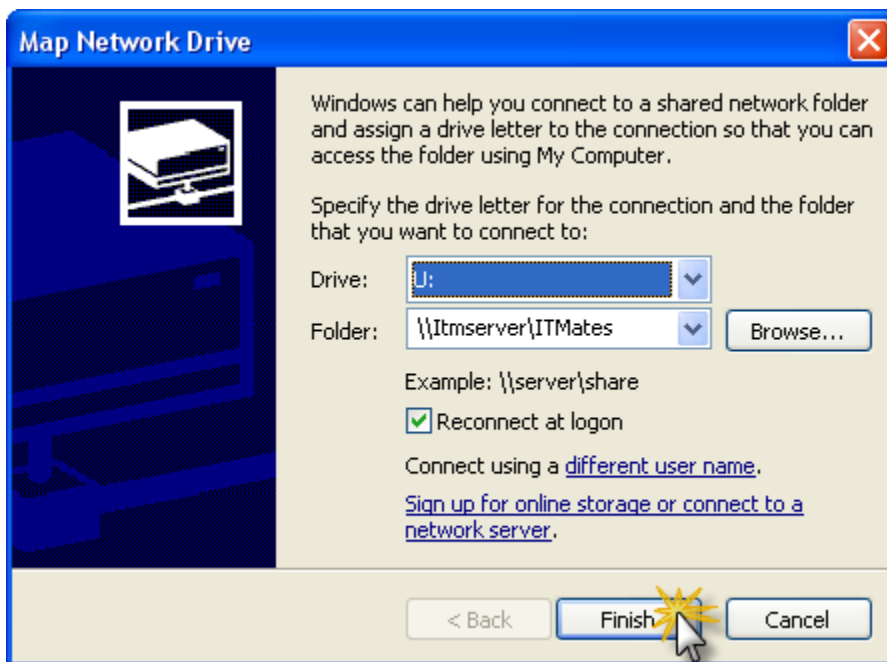 Map Network Drive
Windows can help you connect to a shared network folder
and assign a drive letter to the connection so that you can
access the folder using My Computer.
Specify the drive letter for the connection and the folder
that you want to connect to:
Drive: U:
Folder: \\Itmserver\ITMates Browse...
Example: \\server\share
Reconnect at logon
Connect using a different user name.
Sign up for online storage or connect to a
network server.
< Back Finish Cancel